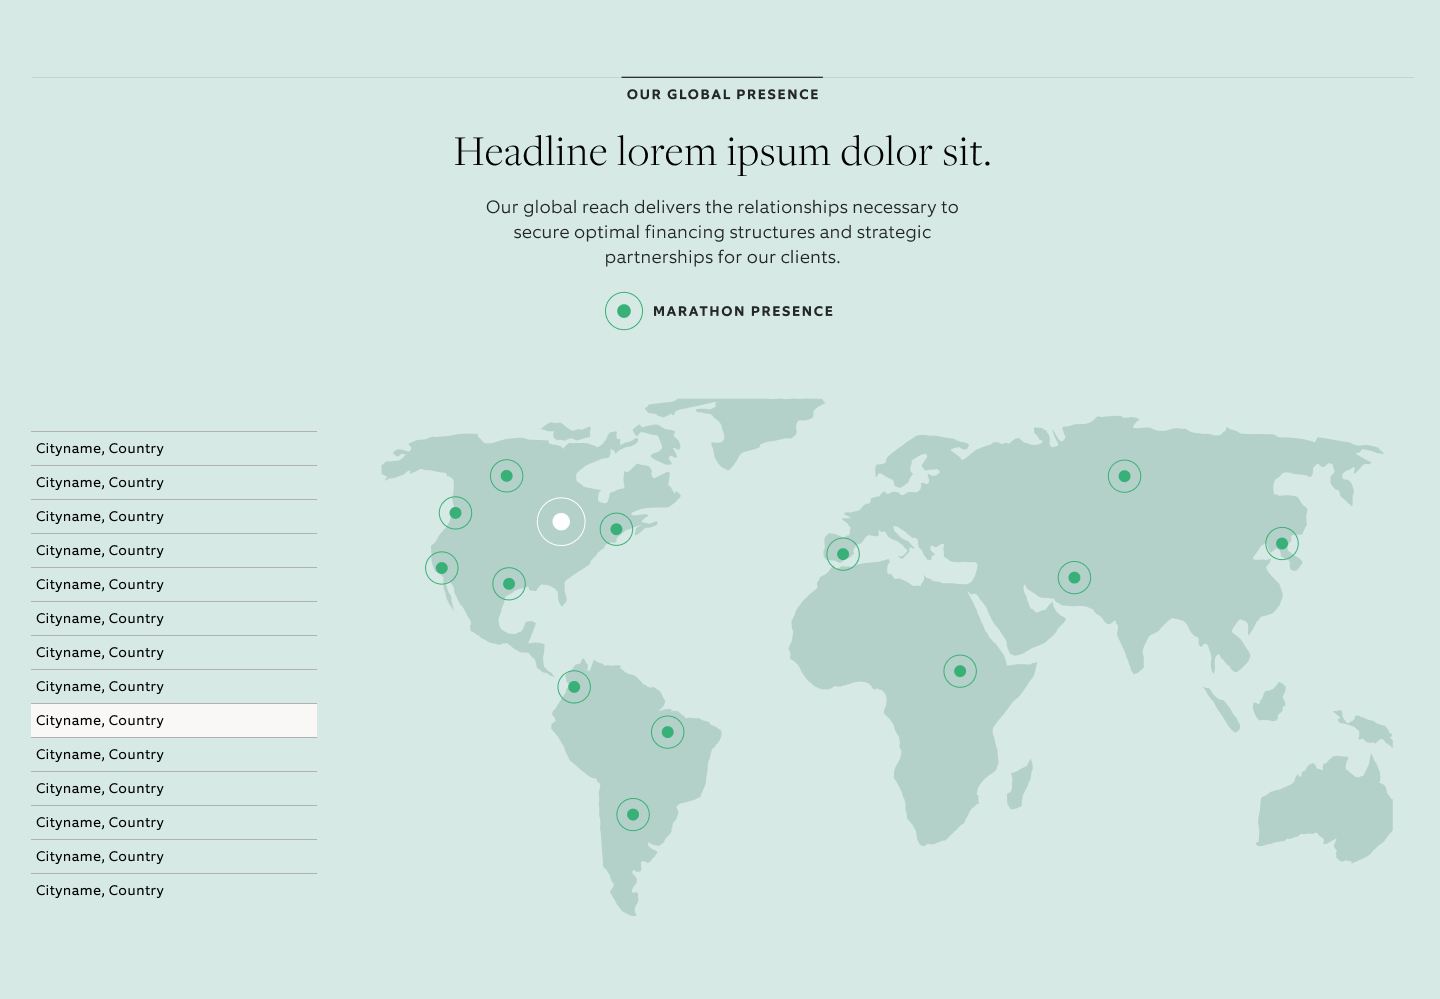 OUR GLOBAL PRESENCE
Headline lorem ipsum dolor sit.
Our global reach delivers the relationships necessary to
secure optimal financing structures and strategic
partnerships for our clients.
MARATHON PRESENCE
Cityname, Country
Cityname, Country
Cityname, Country
Cityname, Country
Cityname, Country
Cityname, Country
Cityname, Country
Cityname, Country
Cityname, Country
Cityname, Country
Cityname, Country
Cityname, Country
Cityname, Country
Cityname, Country